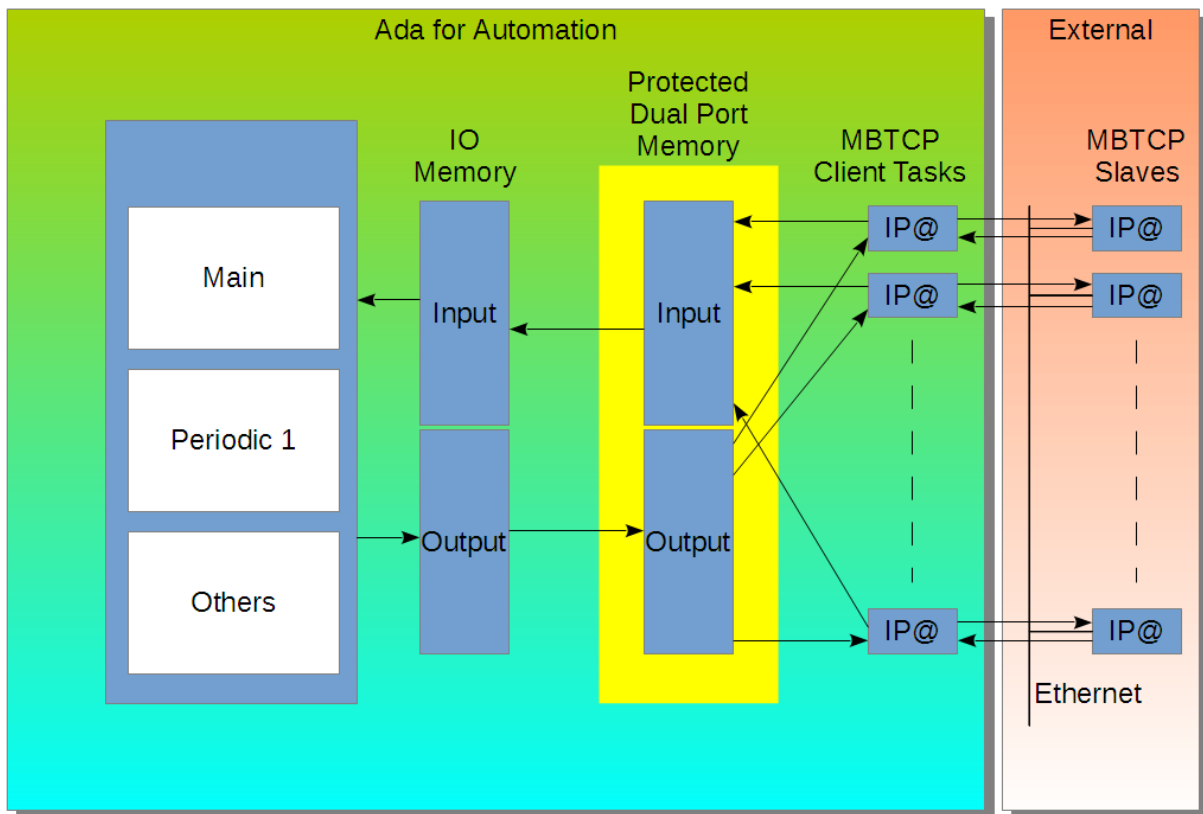 Ada for Automation
External
Protected
Dual Port
Memory
IO
Memory
MBTCP
Client Tasks
MBTCP
Slaves
Main
Periodic 1
Others
Input
Output
Input
Output
IP@
IP@
IP@
IP@
IP@
IP@
Ethernet